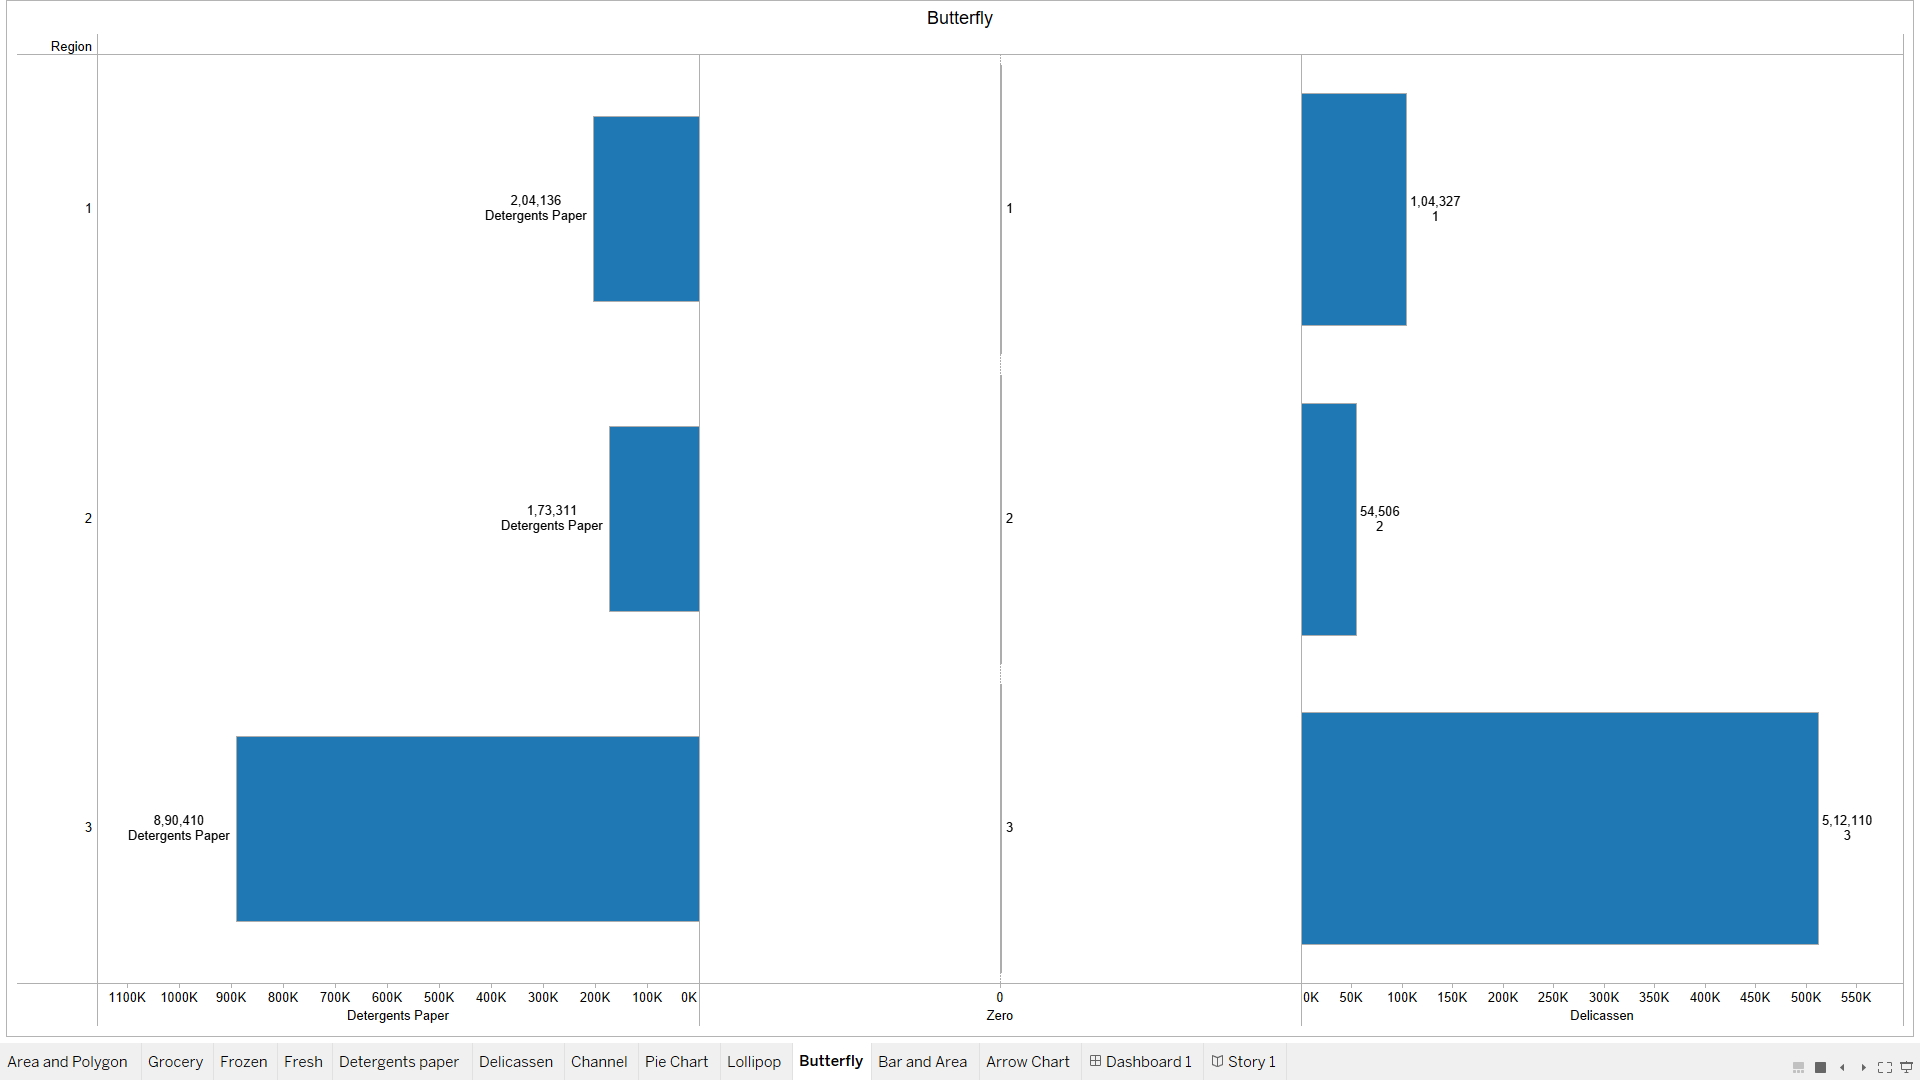 Butterfly
Region
1
2,04,136
Detergents Paper
1
1,04,327
1
2
1,73,311
Detergents Paper
2
54,506
2
3
8,90,410
Detergents Paper
3
5,12,110
3
1100K 1000K 900K 800K 700K 600K 500K 400K 300K 200K 100K 0K
0
0K 50K 100K 150K 200K 250K 300K 350K 400K 450K 500K 550K
Detergents Paper
Zero
Delicassen
Area and Polygon Grocery Frozen Fresh Detergents paper Delicassen Channel Pie Chart Lollipop Butterfly Bar and Area Arrow Chart Dashboard 1 Story 1